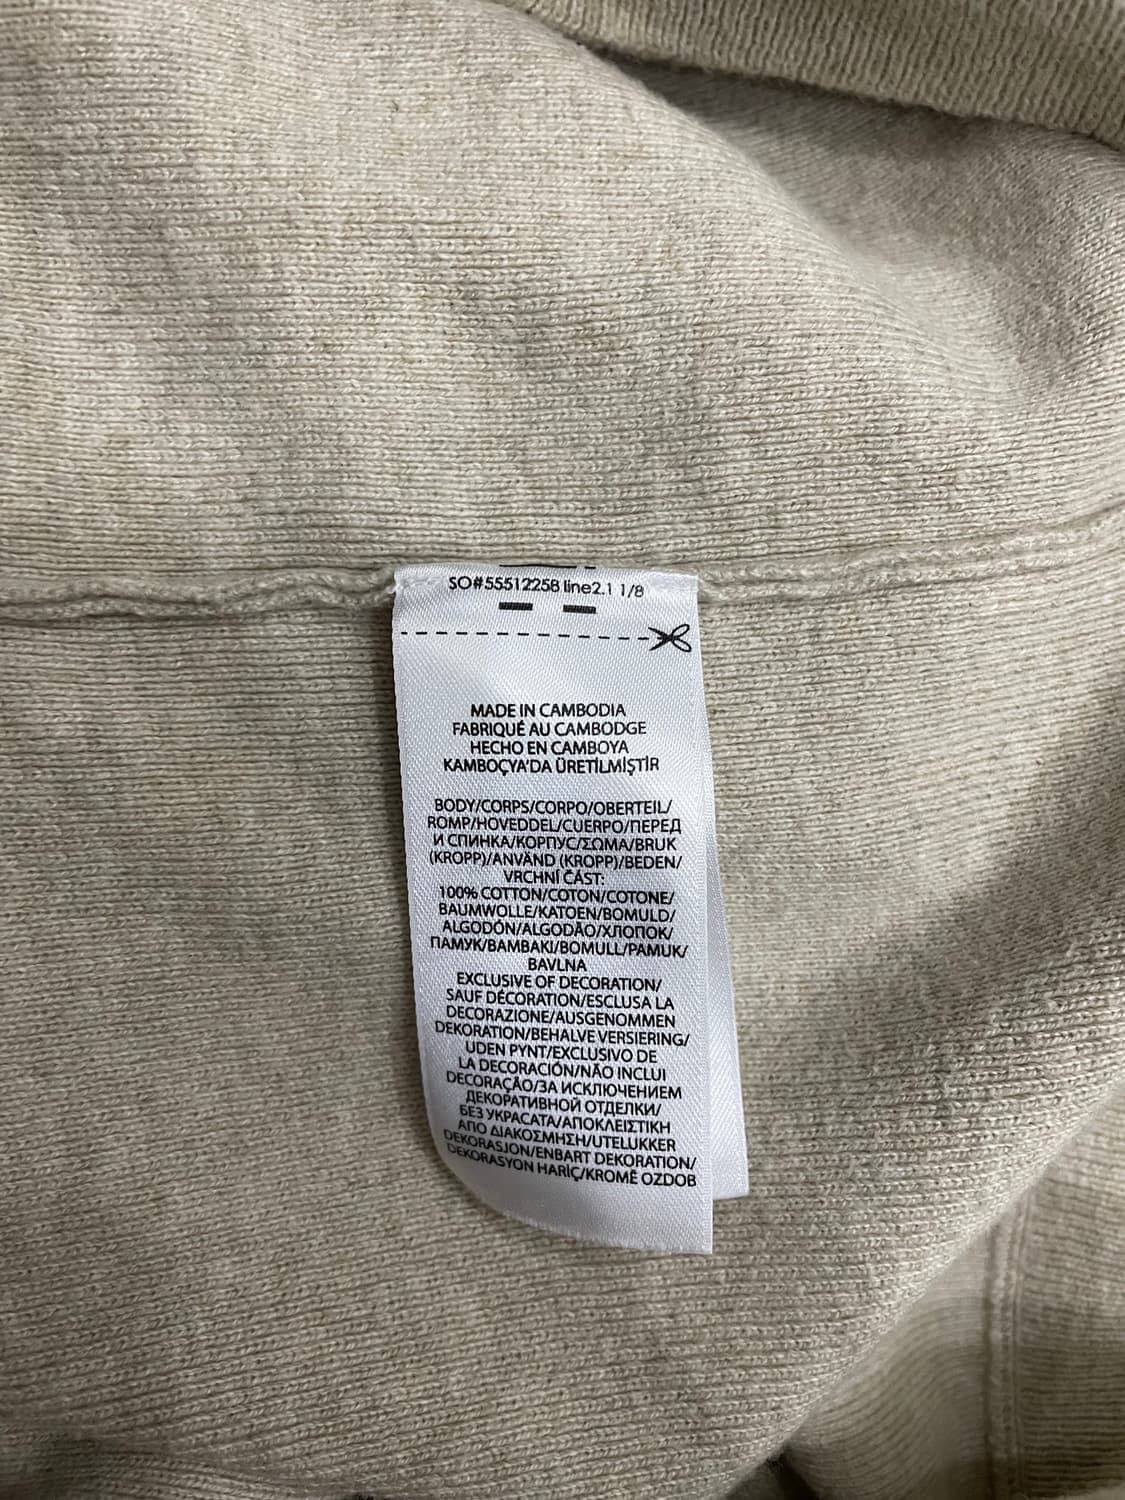 SO#55512258 line2.1 1/8
MADE IN CAMBODIA
FABRIQUÉ AU CAMBODGE
HECHO EN CAMBOYA
KAMBOÇYA'DA ÜRETİLMİŞTİR
BODY/CORPS/CORPO/OBERTEIL/
ROMP/HOVEDDEL/CUERPO/ПЕРЕД
И СПИНКА/КОРПУС/ΣΩΜΑ/BRUK
(KROPP)/ANVÄND (KROPP)/BEDEN/
VRCHNÍ ČÁST:
100% COTTON/COTON/COTONE/
BAUMWOLLE/KATOEN/BOMULD/
ALGODÓN/ALGODÃO/ХЛОПОК/
ПАМУК/ΒΑΜΒΑΚΙ/BOMULL/PAMUK/
BAVLNA
EXCLUSIVE OF DECORATION/
SAUF DÉCORATION/ESCLUSA LA
DECORAZIONE/AUSGENOMMEN
DEKORATION/BEHALVE VERSIERING/
UDEN PYNT/EXCLUSIVO DE
LA DECORACIÓN/NÃO INCLUI
DECORAÇÃO/ЗА ИСКЛЮЧЕНИЕМ
ДЕКОРАТИВНОЙ ОТДЕЛКИ/
БЕЗ УКРАСАТА/ΑΠΟΚΛΕΙΣΤΙΚΗ
ΑΠΟ ΔΙΑΚΟΣΜΗΣΗ/UTELUKKER
DEKORASJON/ENBART DEKORATION/
DEKORASYON HARİÇ/KROMĚ OZDOB